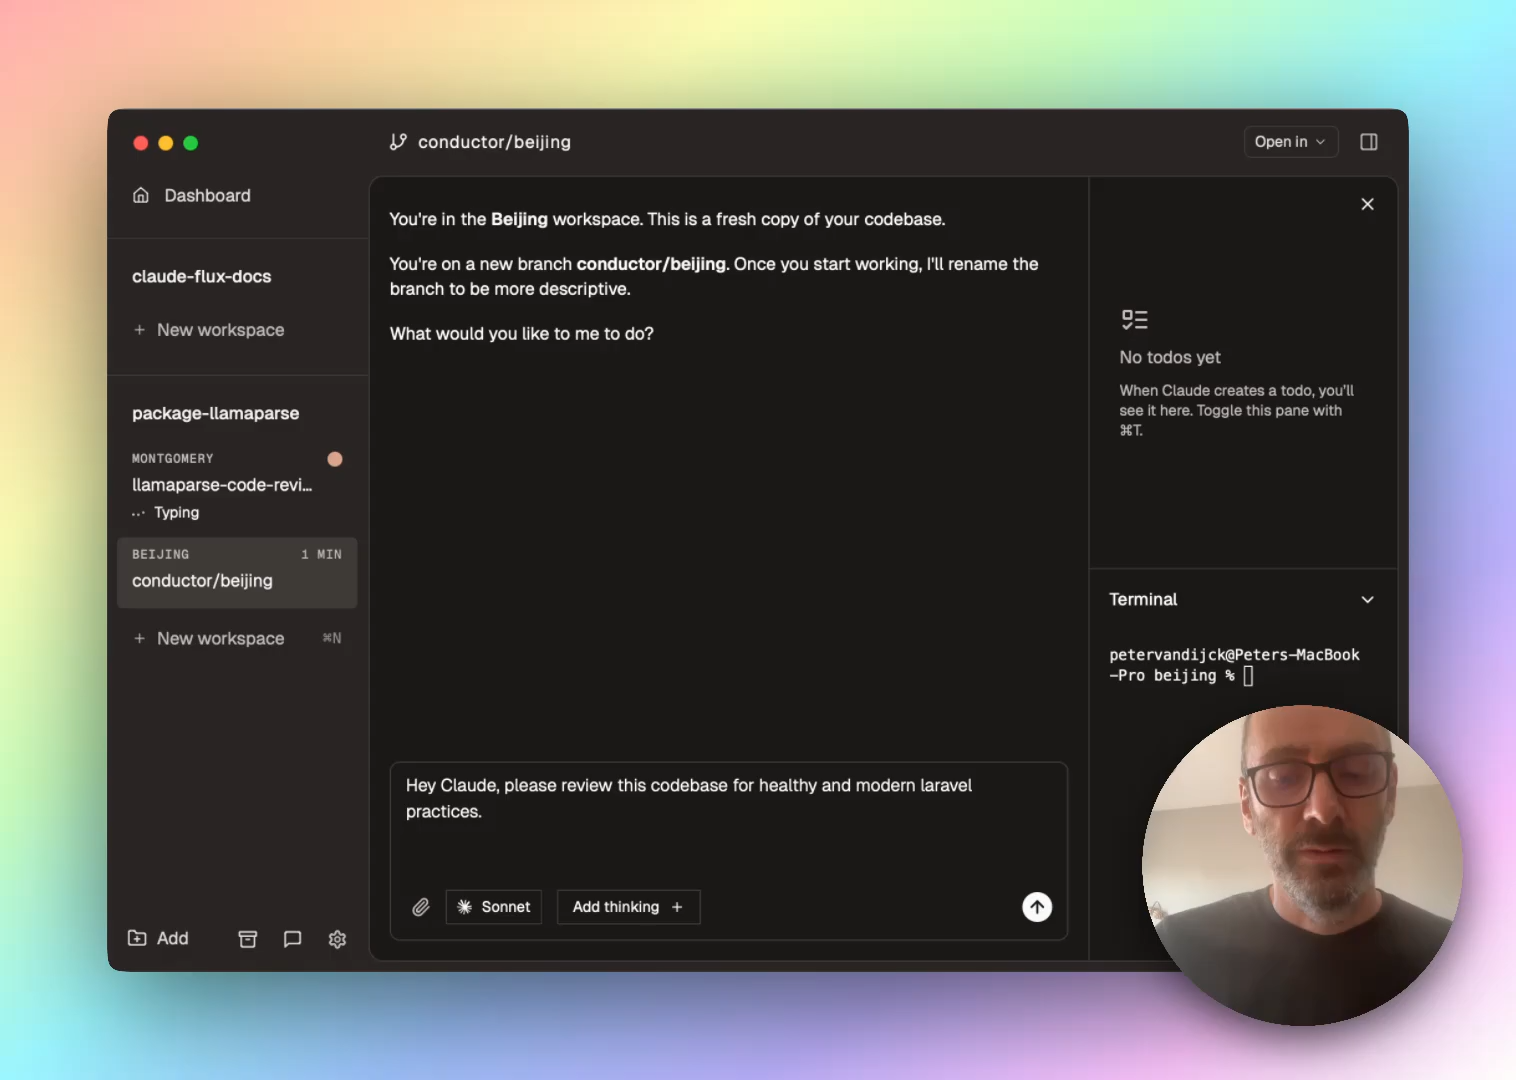 conductor/beijing
Open in
Dashboard
claude-flux-docs
+ New workspace
package-llamaparse
MONTGOMERY
llamaparse-code-revi...
Typing
BEIJING 1 MIN
conductor/beijing
+ New workspace ⌘N
Add
You're in the Beijing workspace. This is a fresh copy of your codebase.
You're on a new branch conductor/beijing. Once you start working, I'll rename the
branch to be more descriptive.
What would you like to me to do?
Hey Claude, please review this codebase for healthy and modern laravel
practices.
Sonnet
Add thinking +
No todos yet
When Claude creates a todo, you'll
see it here. Toggle this pane with
⌘T.
Terminal
petervandijck@Peters-MacBook
-Pro beijing %